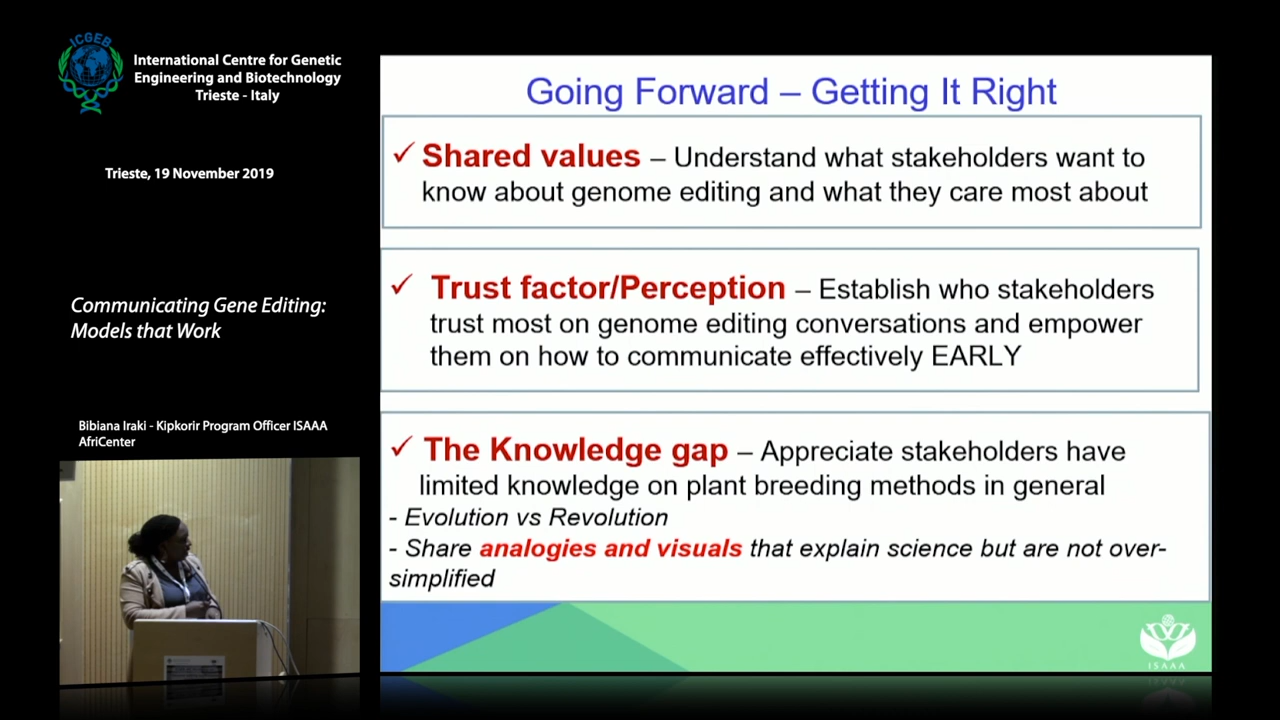 ICGEB
International Centre for Genetic
Engineering and Biotechnology
Trieste - Italy
Trieste, 19 November 2019
Communicating Gene Editing:
Models that Work
Bibiana Iraki - Kipkorir Program Officer ISAAA
AfriCenter
Going Forward – Getting It Right
✓ Shared values – Understand what stakeholders want to
know about genome editing and what they care most about
✓ Trust factor/Perception – Establish who stakeholders
trust most on genome editing conversations and empower
them on how to communicate effectively EARLY
✓ The Knowledge gap – Appreciate stakeholders have
limited knowledge on plant breeding methods in general
- Evolution vs Revolution
- Share analogies and visuals that explain science but are not over-
simplified
ISAAA